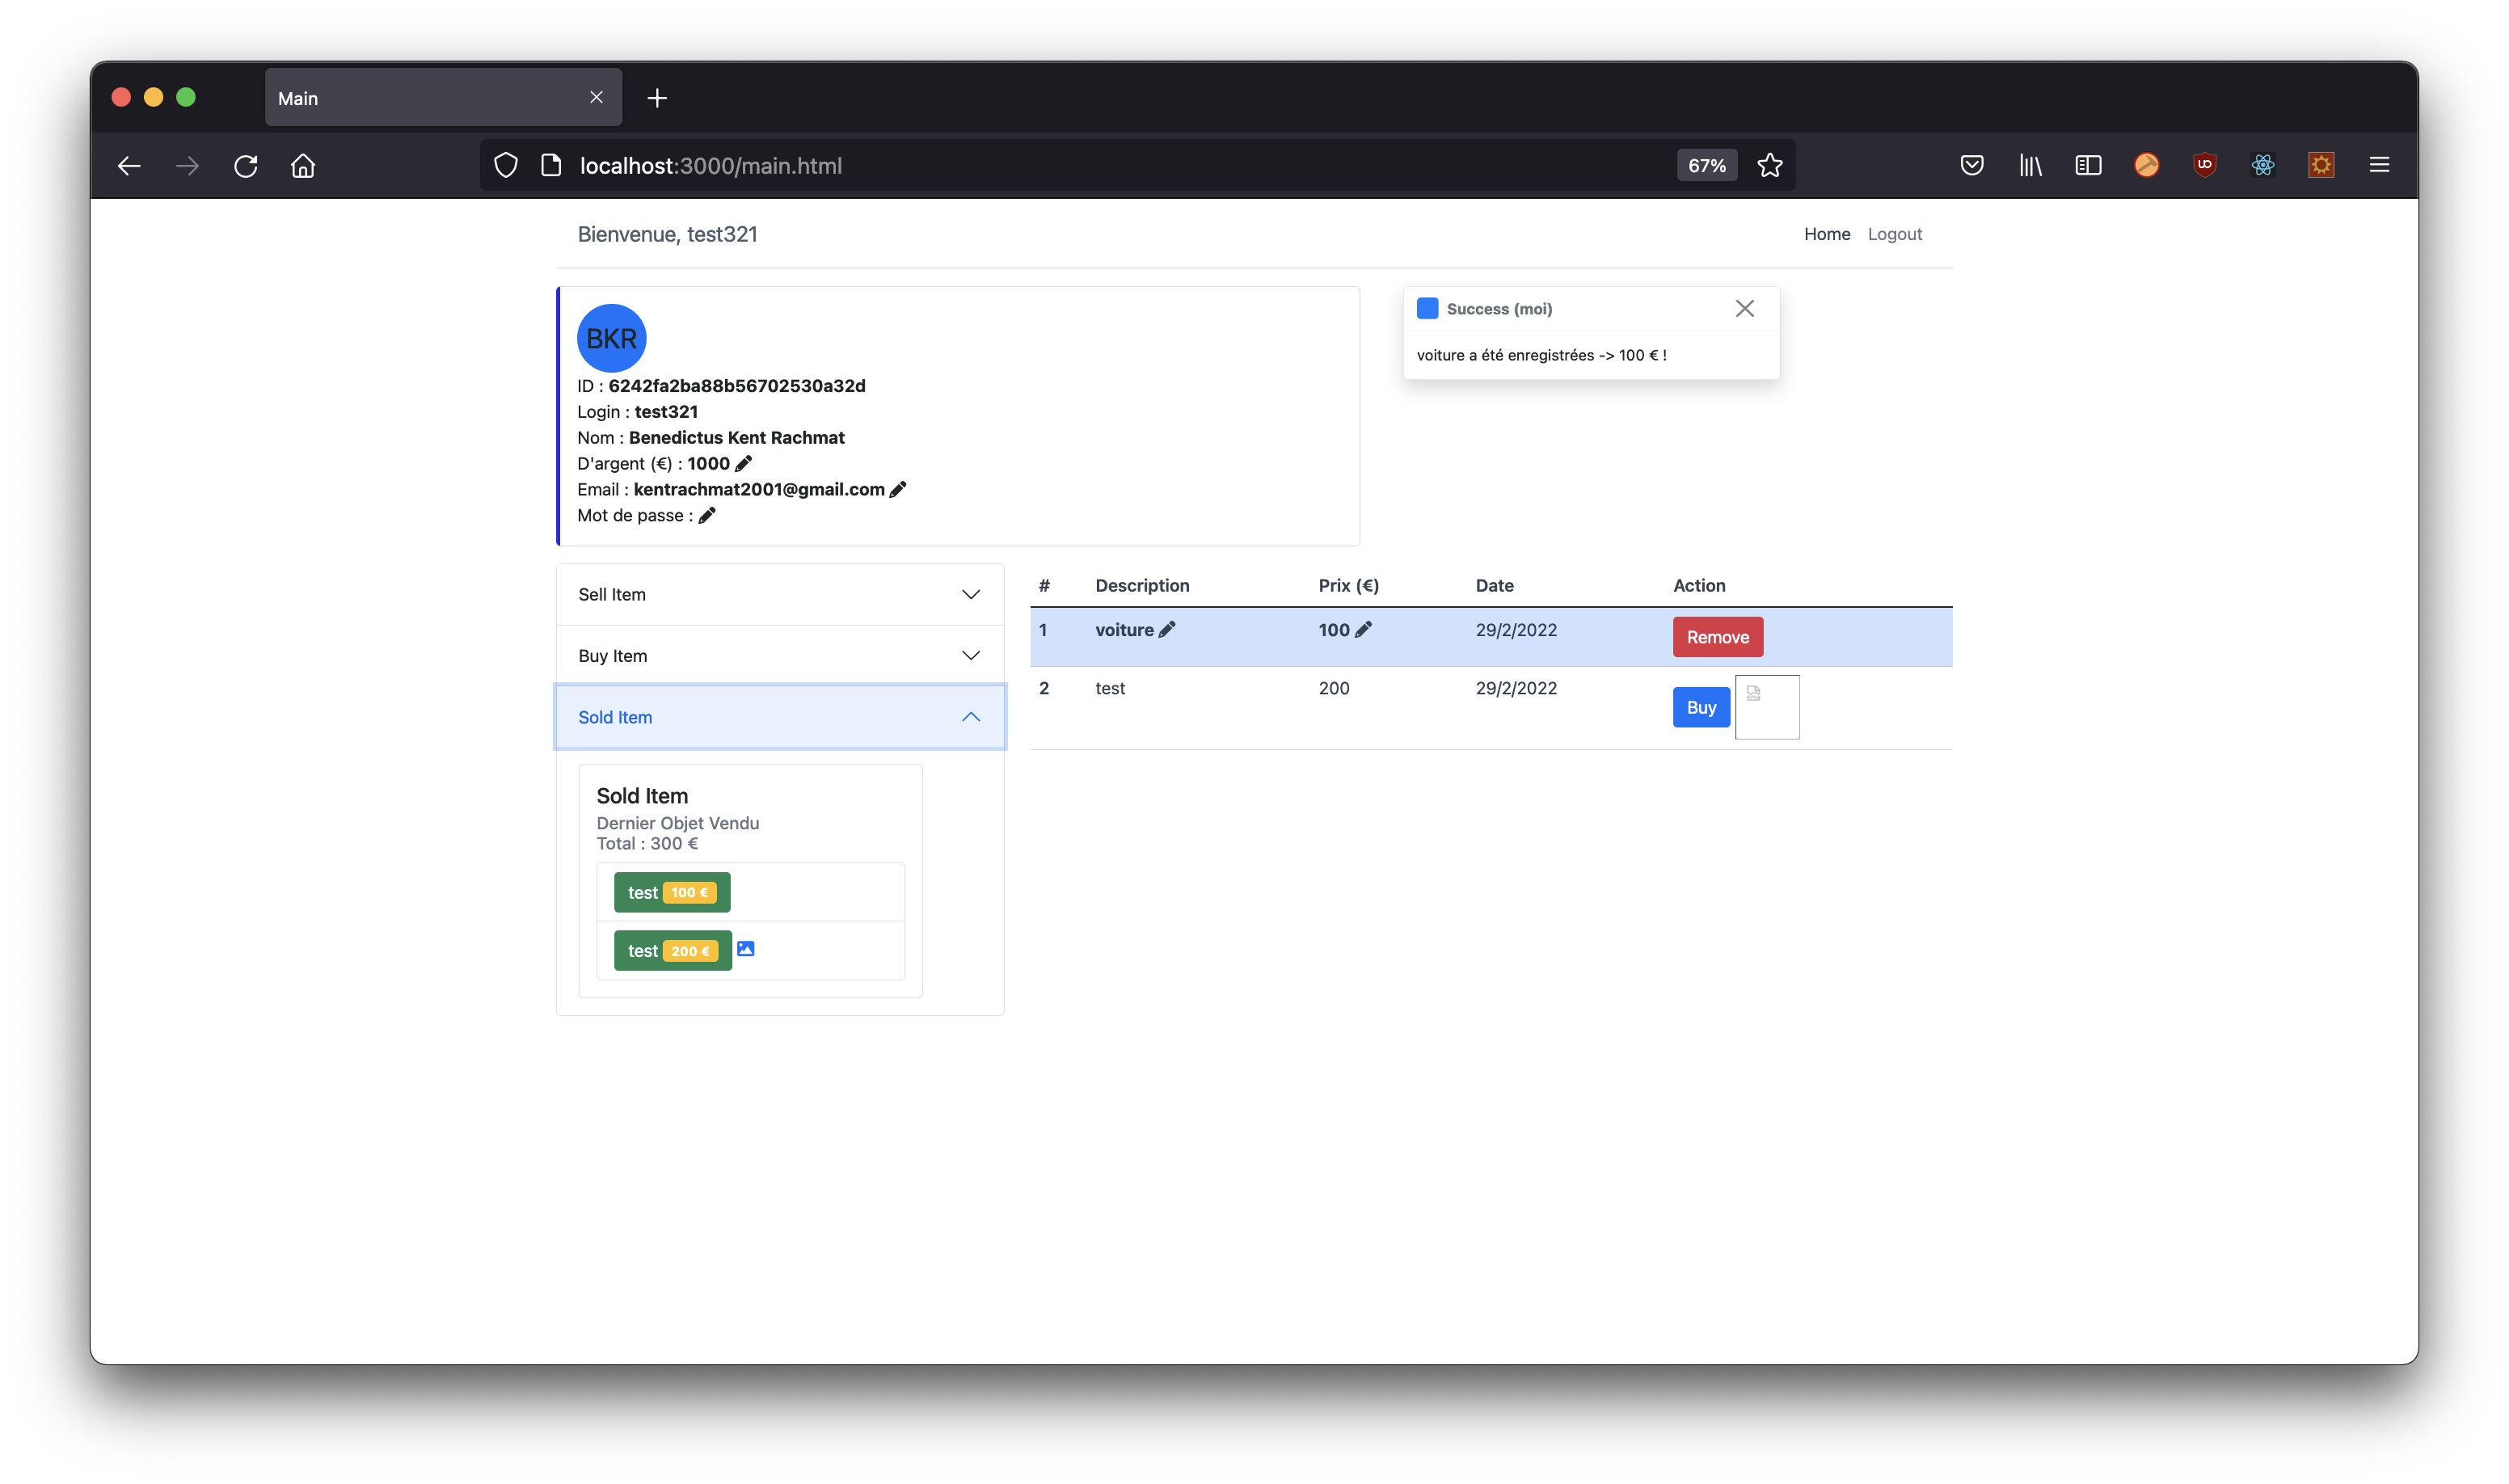 Main
localhost:3000/main.html
67%
Bienvenue, test321
Home Logout
BKR
ID : 6242fa2ba88b56702530a32d
Login : test321
Nom : Benedictus Kent Rachmat
D'argent (€) : 1000
Email : kentrachmat2001@gmail.com
Mot de passe :
Success (moi)
voiture a été enregistrées -> 100 € !
Sell Item
Buy Item
Sold Item
Sold Item
Dernier Objet Vendu
Total : 300 €
test 100 €
test 200 €
# Description Prix (€) Date Action
1 voiture 100 29/2/2022 Remove
2 test 200 29/2/2022 Buy